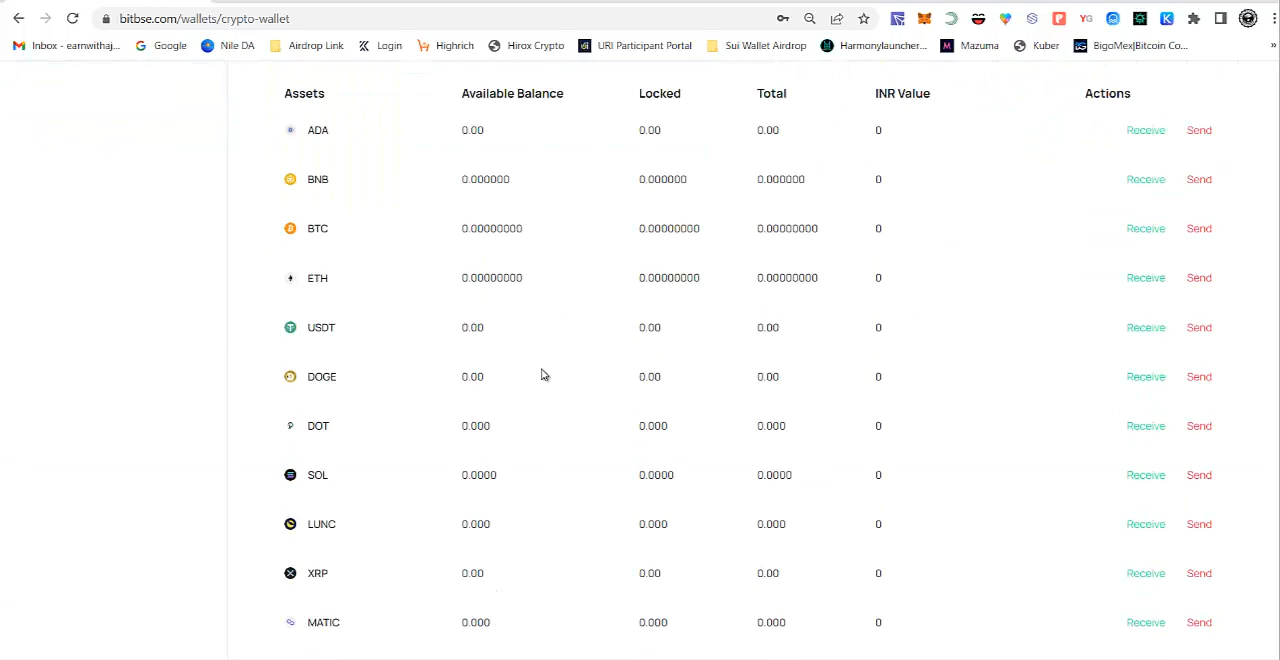 bitbse.com/wallets/crypto-wallet
Inbox - earnwithaj... Google Nile DA Airdrop Link Login Highrich Hirox Crypto URI Participant Portal Sui Wallet Airdrop Harmonylauncher... Mazuma Kuber BigoMex|Bitcoin Co... »
Assets Available Balance Locked Total INR Value Actions
ADA 0.00 0.00 0.00 0 Receive Send
BNB 0.000000 0.000000 0.000000 0 Receive Send
BTC 0.00000000 0.00000000 0.00000000 0 Receive Send
ETH 0.00000000 0.00000000 0.00000000 0 Receive Send
USDT 0.00 0.00 0.00 0 Receive Send
DOGE 0.00 0.00 0.00 0 Receive Send
DOT 0.000 0.000 0.000 0 Receive Send
SOL 0.0000 0.0000 0.0000 0 Receive Send
LUNC 0.000 0.000 0.000 0 Receive Send
XRP 0.00 0.00 0.00 0 Receive Send
MATIC 0.000 0.000 0.000 0 Receive Send